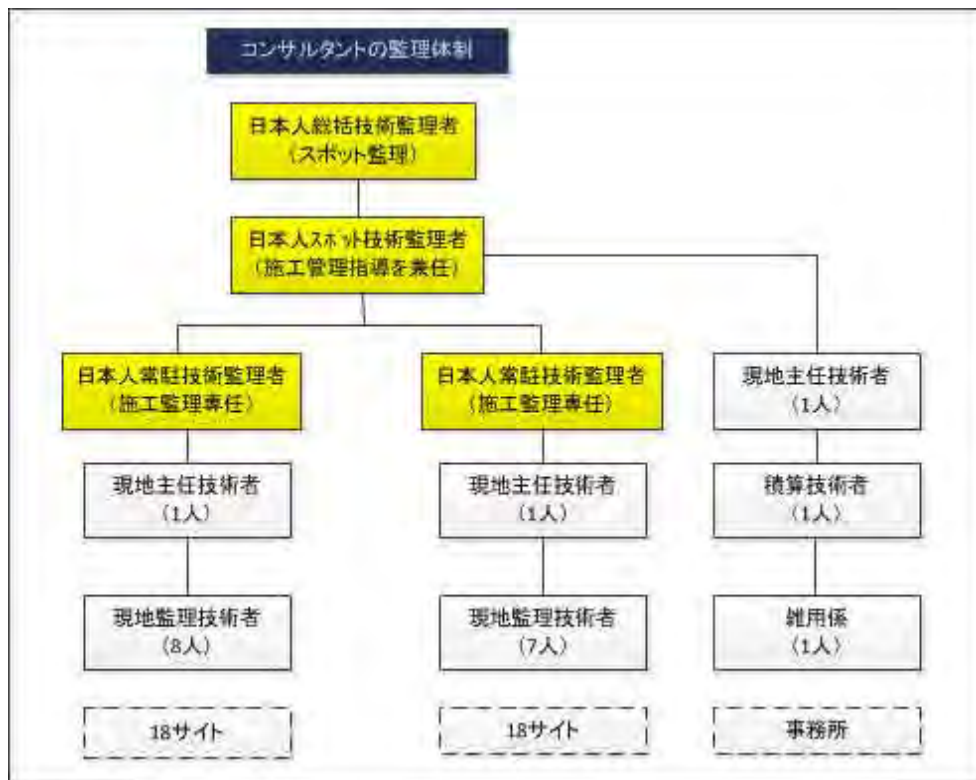 コンサルタントの監理体制
日本人総括技術監理者
（スポット監理）
日本人スポット技術監理者
（施工管理指導を兼任）
日本人常駐技術監理者
（施工監理専任）
日本人常駐技術監理者
（施工監理専任）
現地主任技術者
（1人）
現地主任技術者
（1人）
現地主任技術者
（1人）
積算技術者
（1人）
現地監理技術者
（8人）
現地監理技術者
（7人）
雑用係
（1人）
18サイト
18サイト
事務所